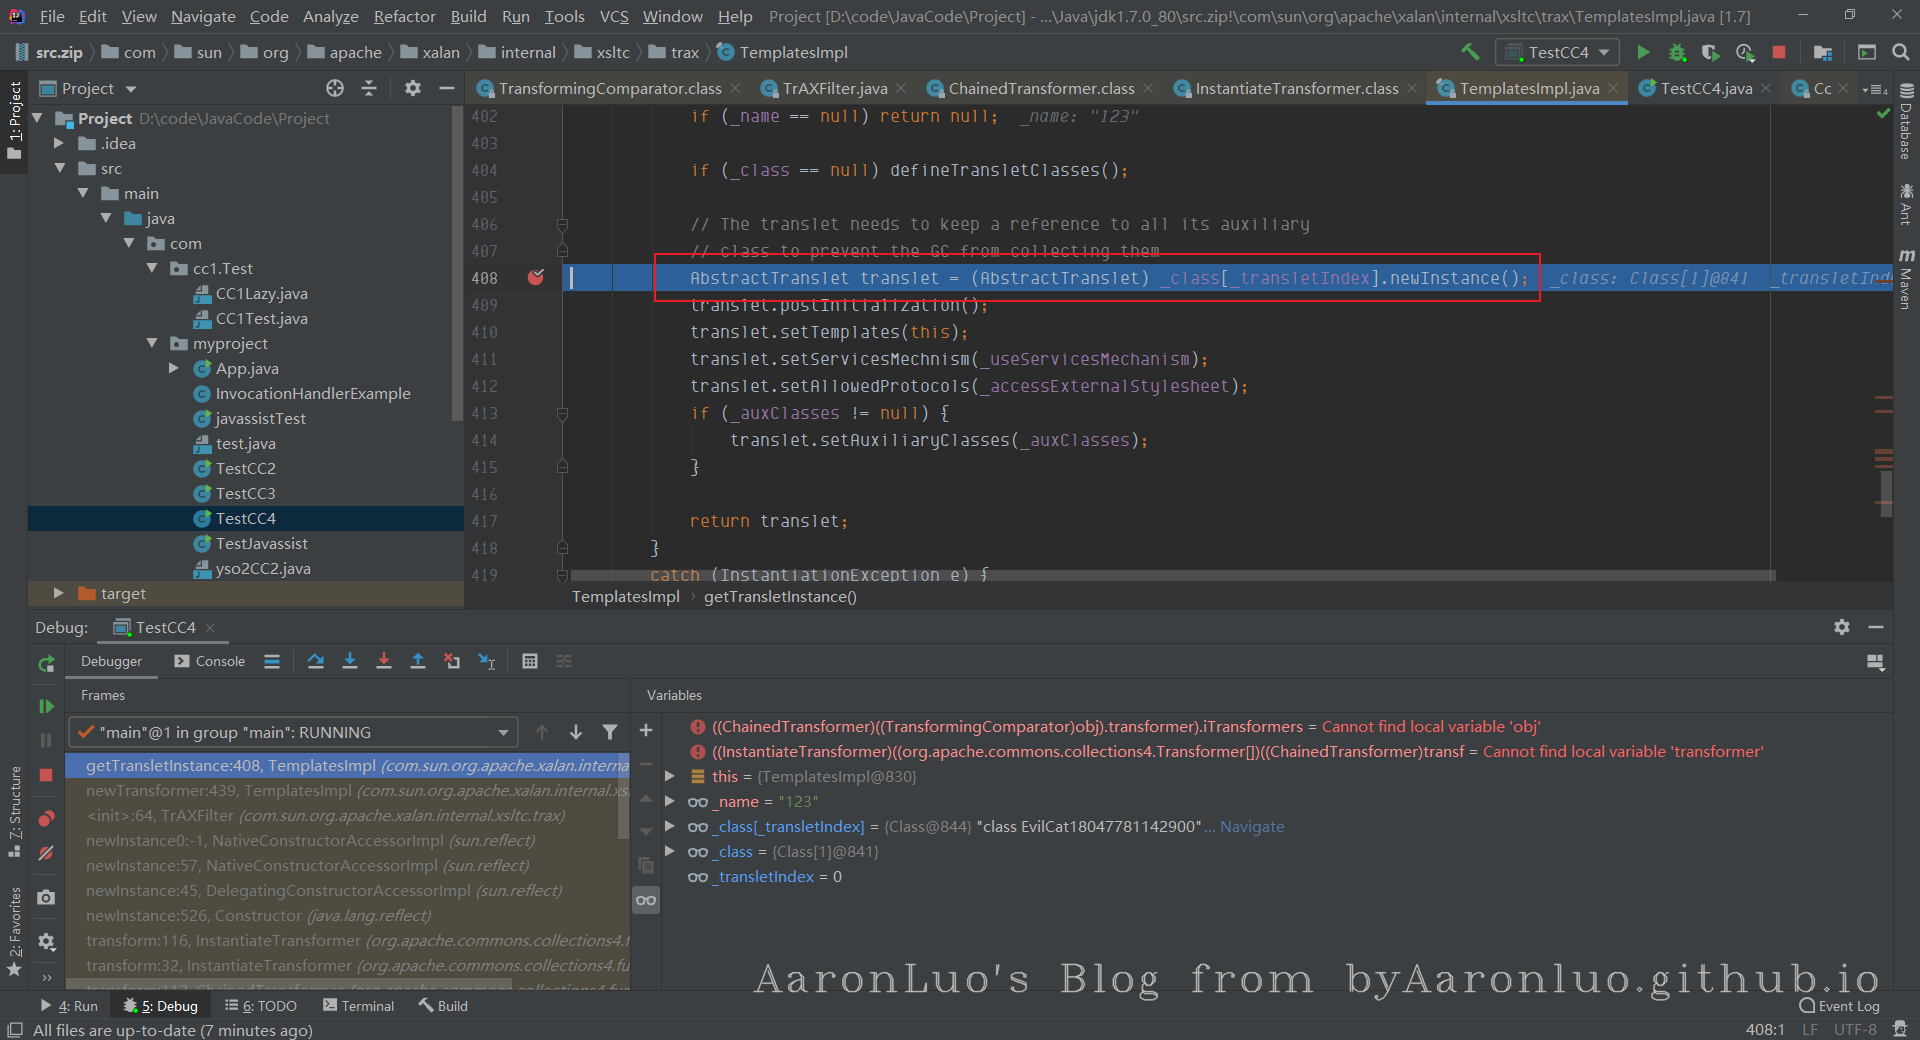 File Edit View Navigate Code Analyze Refactor Build Run Tools VCS Window Help Project [D:\code\JavaCode\Project] - ...\Java\jdk1.7.0_80\src.zip!\com\sun\org\apache\xalan\internal\xsltc\trax\TemplatesImpl.java [1.7]
src.zip com sun org apache xalan internal xsltc trax TemplatesImpl TestCC4
Project TransformingComparator.class TrAXFilter.java ChainedTransformer.class InstantiateTransformer.class TemplatesImpl.java TestCC4.java Cc
1: Project
Project D:\code\JavaCode\Project
.idea
src
main
java
com
cc1.Test
CC1Lazy.java
CC1Test.java
myproject
App.java
InvocationHandlerExample
javassistTest
test.java
TestCC2
TestCC3
TestCC4
TestJavassist
yso2CC2.java
target
402 if (_name == null) return null; _name: "123"
403
404 if (_class == null) defineTransletClasses();
405
406 // The translet needs to keep a reference to all its auxiliary
407 // class to prevent the GC from collecting them
408 AbstractTranslet translet = (AbstractTranslet) _class[_transletIndex].newInstance(); _class: Class[1]@841 _transletInde
409 translet.postInitialization();
410 translet.setTemplates(this);
411 translet.setServicesMechnism(_useServicesMechanism);
412 translet.setAllowedProtocols(_accessExternalStylesheet);
413 if (_auxClasses != null) {
414 translet.setAuxiliaryClasses(_auxClasses);
415 }
416
417 return translet;
418 }
419 catch (InstantiationException e) {
TemplatesImpl › getTransletInstance()
Database
Ant
Maven
Debug: TestCC4
Debugger Console
Frames
Variables
"main"@1 in group "main": RUNNING
getTransletInstance:408, TemplatesImpl (com.sun.org.apache.xalan.interna
newTransformer:439, TemplatesImpl (com.sun.org.apache.xalan.internal.xs
<init>:64, TrAXFilter (com.sun.org.apache.xalan.internal.xsltc.trax)
newInstance0:-1, NativeConstructorAccessorImpl (sun.reflect)
newInstance:57, NativeConstructorAccessorImpl (sun.reflect)
newInstance:45, DelegatingConstructorAccessorImpl (sun.reflect)
newInstance:526, Constructor (java.lang.reflect)
transform:116, InstantiateTransformer (org.apache.commons.collections4.f
transform:32, InstantiateTransformer (org.apache.commons.collections4.fu
transform:112, ChainedTransformer (org.apache.commons.collections4.fu
((ChainedTransformer)((TransformingComparator)obj).transformer).iTransformers = Cannot find local variable 'obj'
((InstantiateTransformer)((org.apache.commons.collections4.Transformer[])((ChainedTransformer)transf = Cannot find local variable 'transformer'
this = {TemplatesImpl@830}
_name = "123"
_class[_transletIndex] = {Class@844} "class EvilCat18047781142900"... Navigate
_class = {Class[1]@841}
_transletIndex = 0
7: Structure
2: Favorites
AaronLuo's Blog from byAaronluo.github.io
4: Run 5: Debug 6: TODO Terminal Build Event Log
All files are up-to-date (7 minutes ago) 408:1 LF UTF-8